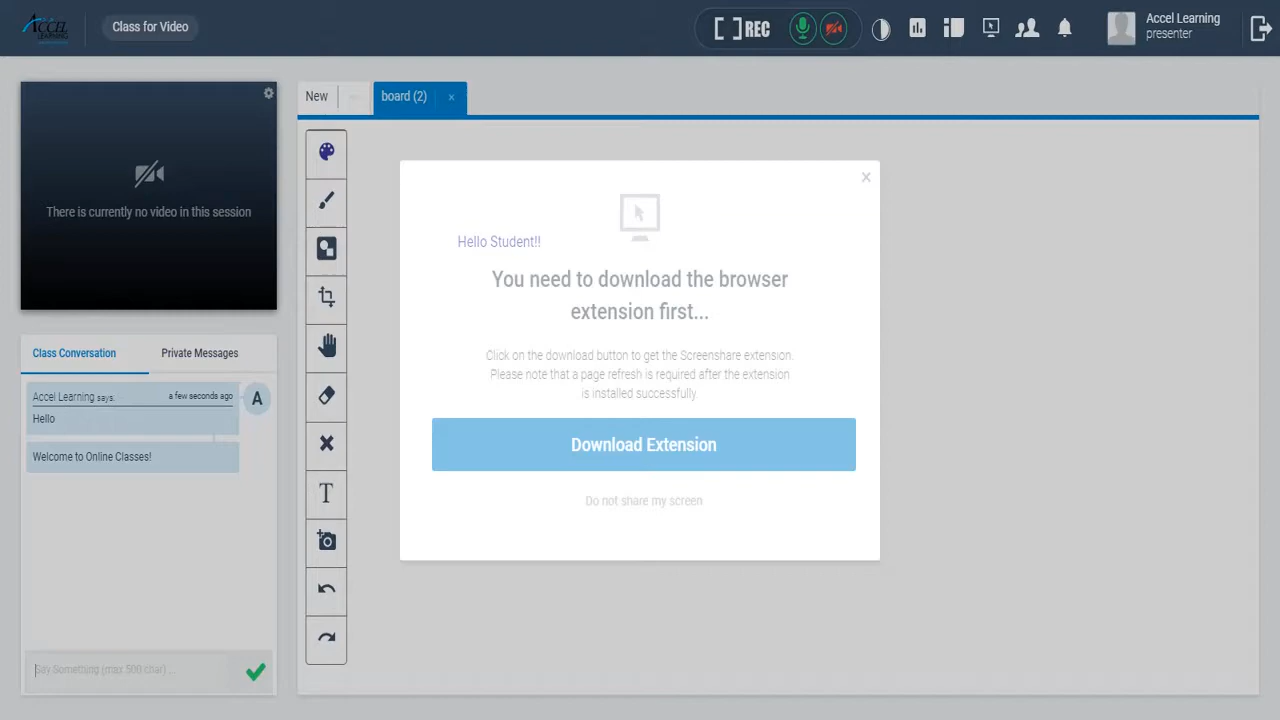 ACCEL
LEARNING
Class for Video
REC
Accel Learning
presenter
New
board (2)
There is currently no video in this session
Hello Student!!
You need to download the browser
extension first...
Click on the download button to get the Screenshare extension.
Please note that a page refresh is required after the extension
is installed successfully.
Download Extension
Do not share my screen
Class Conversation
Private Messages
Accel Learning says:
a few seconds ago
A
Hello
Welcome to Online Classes!
T
Say Something (max 500 char)...